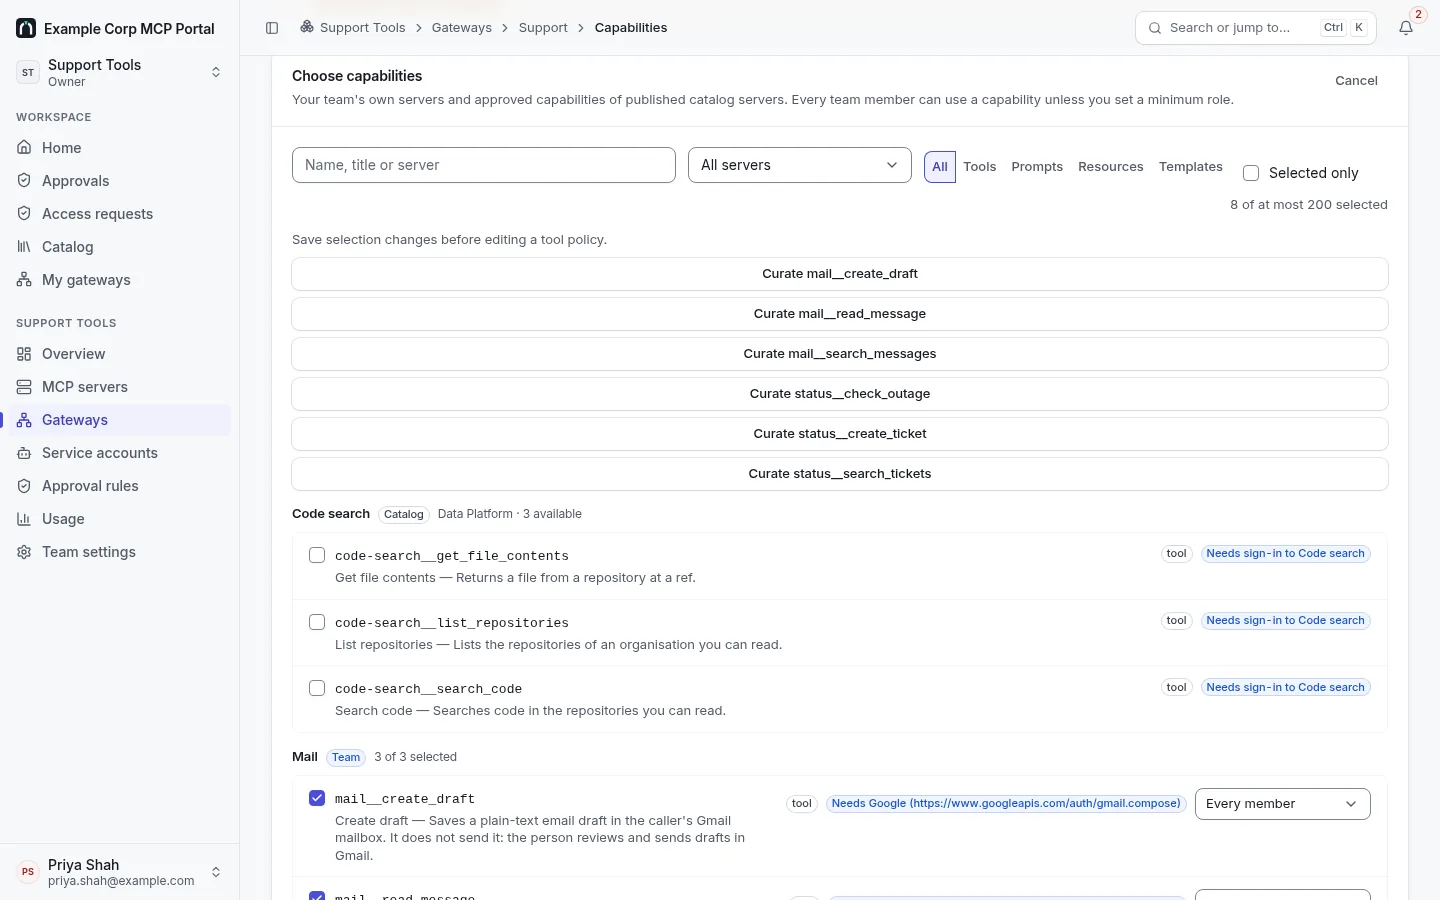 Example Corp MCP Portal
ST
Support Tools
Owner
WORKSPACE
Home
Approvals
Access requests
Catalog
My gateways
SUPPORT TOOLS
Overview
MCP servers
Gateways
Service accounts
Approval rules
Usage
Team settings
PS
Priya Shah
priya.shah@example.com
Support Tools > Gateways > Support > Capabilities
Search or jump to... Ctrl K
2
Choose capabilities
Cancel
Your team's own servers and approved capabilities of published catalog servers. Every team member can use a capability unless you set a minimum role.
Name, title or server
All servers
All Tools Prompts Resources Templates
Selected only
8 of at most 200 selected
Save selection changes before editing a tool policy.
Curate mail__create_draft
Curate mail__read_message
Curate mail__search_messages
Curate status__check_outage
Curate status__create_ticket
Curate status__search_tickets
Code search Catalog Data Platform · 3 available
code-search__get_file_contents
tool Needs sign-in to Code search
Get file contents — Returns a file from a repository at a ref.
code-search__list_repositories
tool Needs sign-in to Code search
List repositories — Lists the repositories of an organisation you can read.
code-search__search_code
tool Needs sign-in to Code search
Search code — Searches code in the repositories you can read.
Mail Team 3 of 3 selected
mail__create_draft
tool Needs Google (https://www.googleapis.com/auth/gmail.compose) Every member
Create draft — Saves a plain-text email draft in the caller's Gmail
mailbox. It does not send it: the person reviews and sends drafts in
Gmail.
mail__read_message